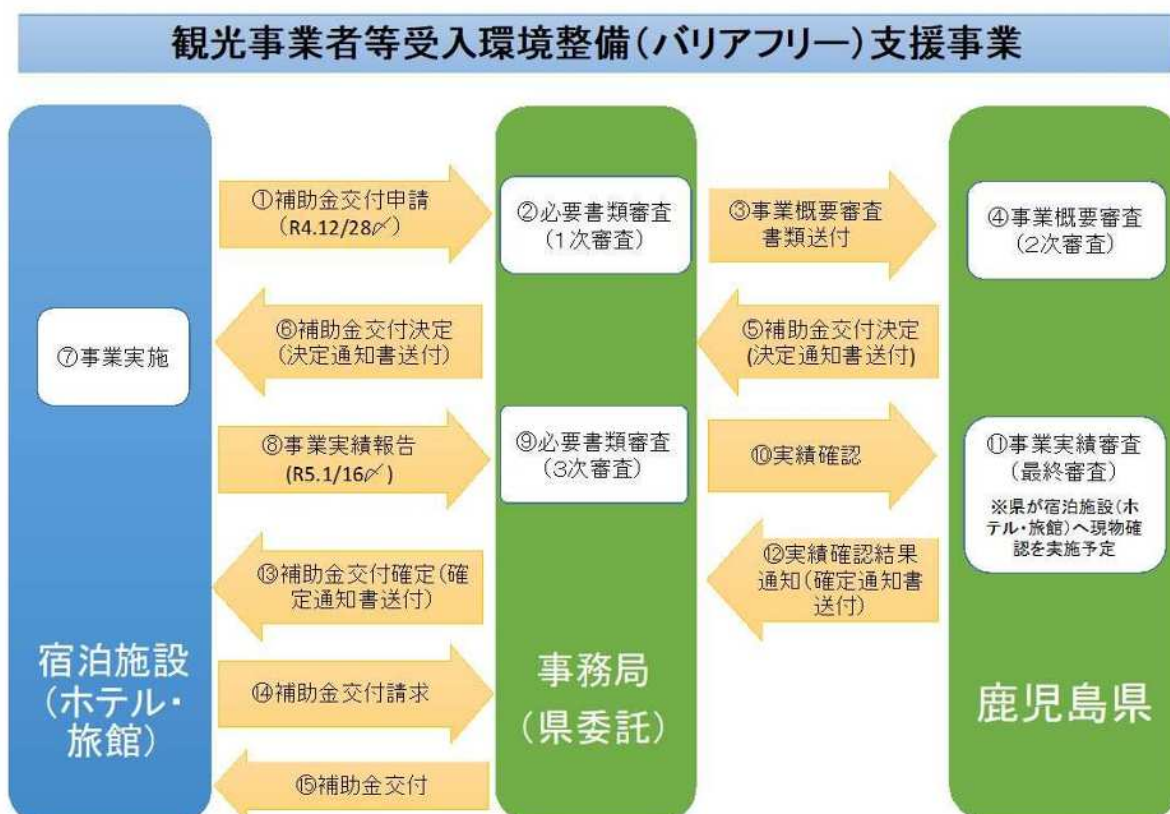 観光事業者等受入環境整備(バリアフリー)支援事業
①補助金交付申請
(R4.12/28〆)
②必要書類審査
(1次審査)
③事業概要審査
書類送付
④事業概要審査
(2次審査)
⑤補助金交付決定
(決定通知書送付)
⑥補助金交付決定
(決定通知書送付)
⑦事業実施
⑧事業実績報告
(R5.1/16〆)
⑨必要書類審査
(3次審査)
⑩実績確認
⑪事業実績審査
(最終審査)
※県が宿泊施設(ホ
テル・旅館)へ現物確
認を実施予定
⑫実績確認結果
通知(確定通知書
送付)
⑬補助金交付確定(確
定通知書送付)
⑭補助金交付請求
⑮補助金交付
宿泊施設
(ホテル・
旅館)
事務局
(県委託)
鹿児島県